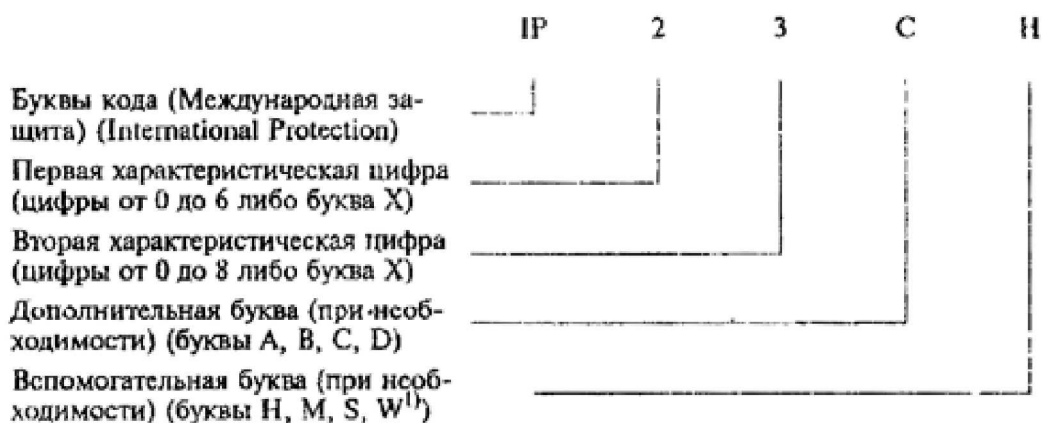 IP 2 3 C H
Буквы кода (Международная за-
щита) (International Protection)
Первая характеристическая цифра
(цифры от 0 до 6 либо буква X)
Вторая характеристическая цифра
(цифры от 0 до 8 либо буква X)
Дополнительная буква (при необ-
ходимости) (буквы A, B, C, D)
Вспомогательная буква (при необ-
ходимости) (буквы H, M, S, W¹⁾)